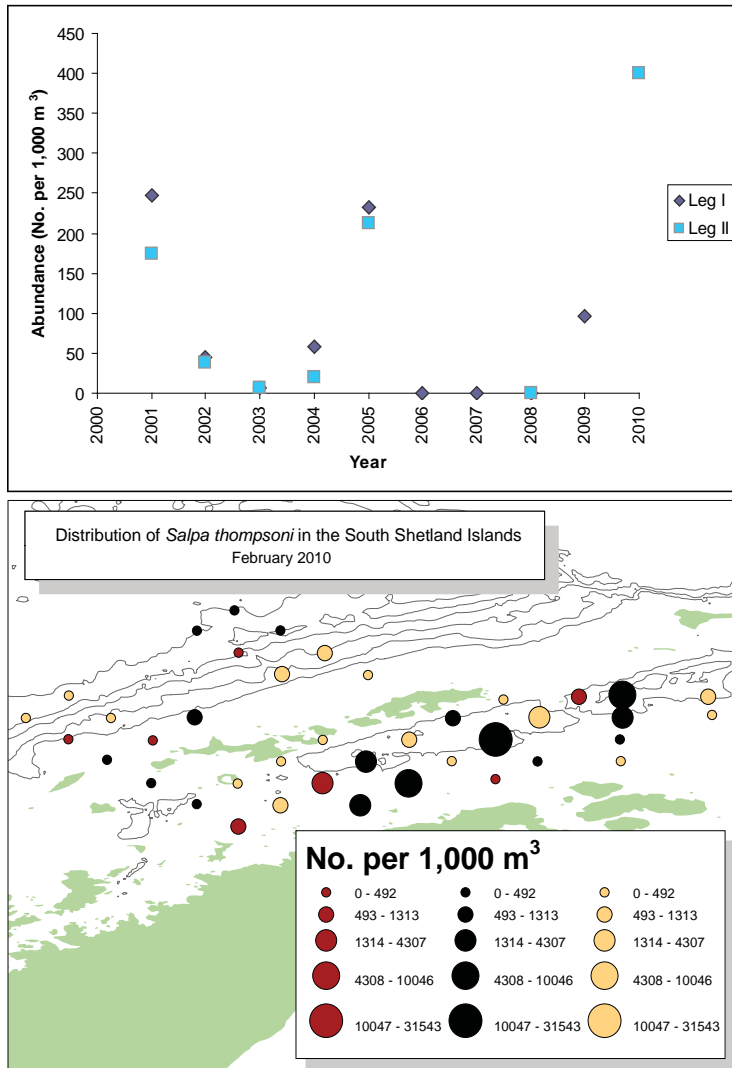 450
400
350
300
250
200
150
100
50
0
Abundance (No. per 1,000 m³)
2000 2001 2002 2003 2004 2005 2006 2007 2008 2009 2010
Year
Leg I
Leg II
Distribution of Salpa thompsoni in the South Shetland Islands
February 2010
No. per 1,000 m³
0 - 492 0 - 492 0 - 492
493 - 1313 493 - 1313 493 - 1313
1314 - 4307 1314 - 4307 1314 - 4307
4308 - 10046 4308 - 10046 4308 - 10046
10047 - 31543 10047 - 31543 10047 - 31543